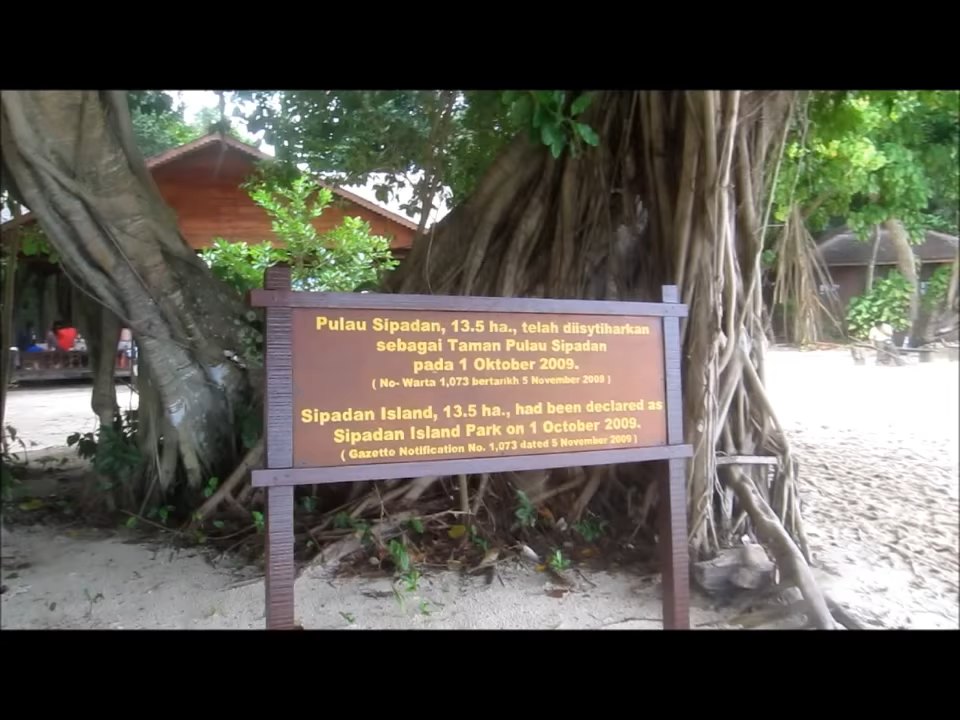 Pulau Sipadan, 13.5 ha., telah diisytiharkan
sebagai Taman Pulau Sipadan
pada 1 Oktober 2009.
( No- Warta 1,073 bertarikh 5 November 2009 )
Sipadan Island, 13.5 ha., had been declared as
Sipadan Island Park on 1 October 2009.
( Gazetto Notification No. 1,073 dated 5 November 2009 )